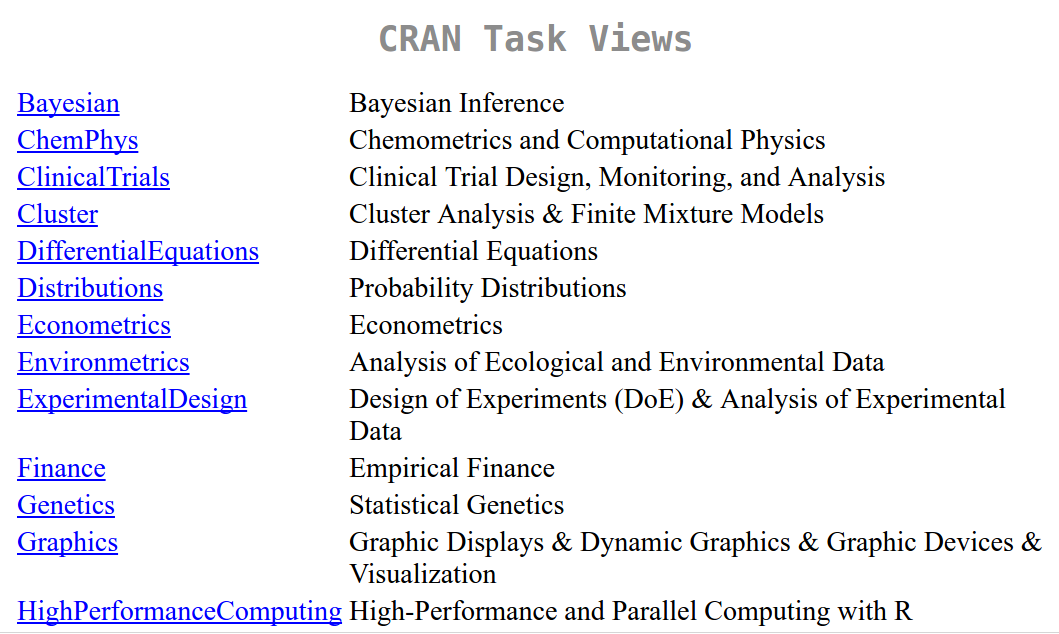 CRAN Task Views
Bayesian Bayesian Inference
ChemPhys Chemometrics and Computational Physics
ClinicalTrials Clinical Trial Design, Monitoring, and Analysis
Cluster Cluster Analysis & Finite Mixture Models
DifferentialEquations Differential Equations
Distributions Probability Distributions
Econometrics Econometrics
Environmetrics Analysis of Ecological and Environmental Data
ExperimentalDesign Design of Experiments (DoE) & Analysis of Experimental
Data
Finance Empirical Finance
Genetics Statistical Genetics
Graphics Graphic Displays & Dynamic Graphics & Graphic Devices &
Visualization
HighPerformanceComputing High-Performance and Parallel Computing with R